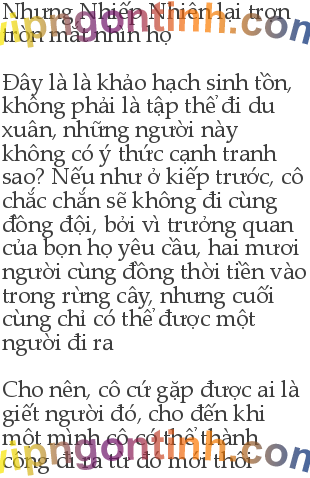 Nhưng Nhiếp Nhiên lại trợn
tròn mắt nhìn họ
Đây là là khảo hạch sinh tồn,
không phải là tập thể đi du
xuân, những người này
không có ý thức cạnh tranh
sao? Nếu như ở kiếp trước, cô
chắc chắn sẽ không đi cùng
đồng đội, bởi vì trưởng quan
của bọn họ yêu cầu, hai mươi
người cùng đồng thời tiến vào
trong rừng cây, nhưng cuối
cùng chỉ có thể được một
người đi ra
Cho nên, cô cứ gặp được ai là
giết người đó, cho đến khi
một mình cô có thể thành
công đi ra từ đó mới thôi